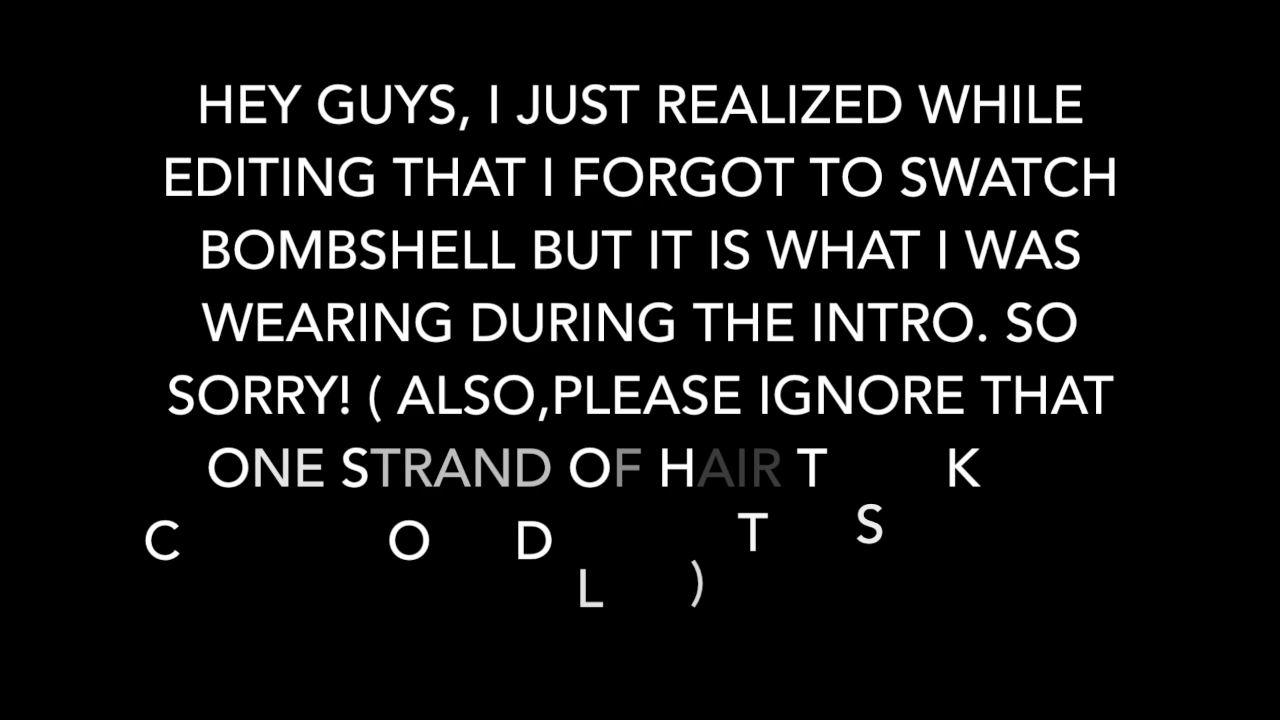 HEY GUYS, I JUST REALIZED WHILE
EDITING THAT I FORGOT TO SWATCH
BOMBSHELL BUT IT IS WHAT I WAS
WEARING DURING THE INTRO. SO
SORRY! ( ALSO,PLEASE IGNORE THAT
ONE STRAND OF HAIR T K
C O D T S
L )